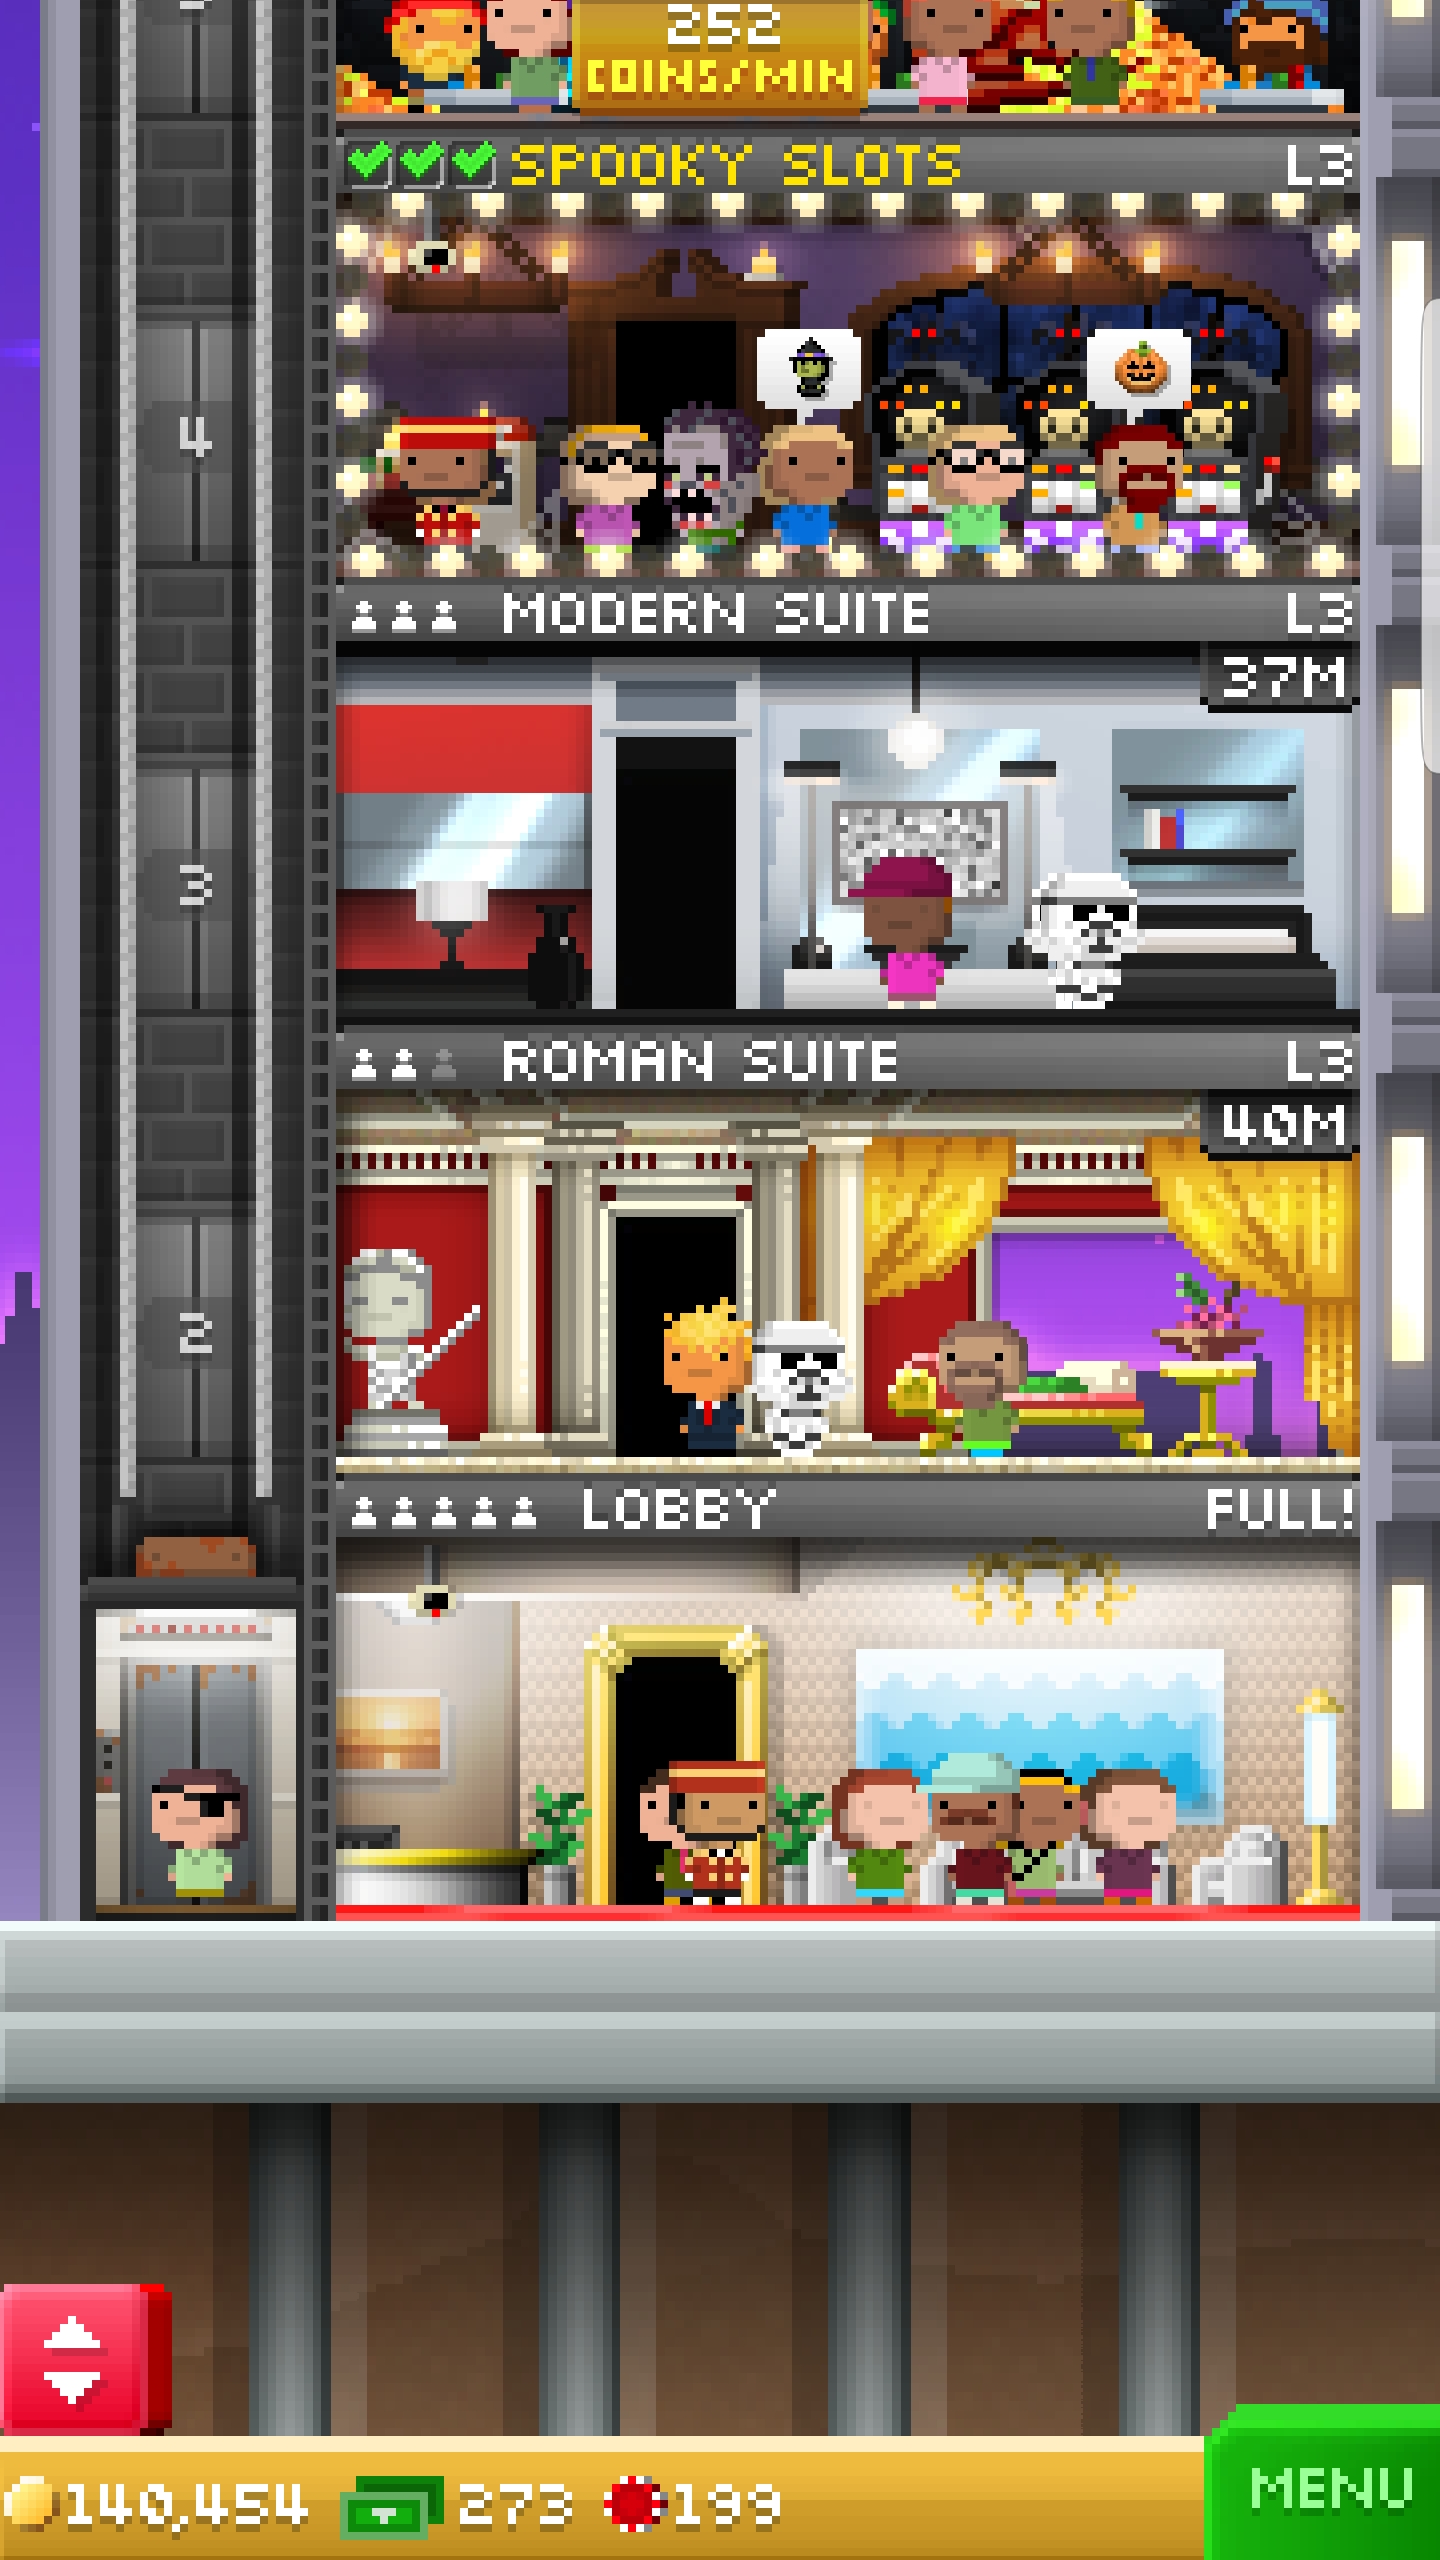 252
COINS/MIN
SPOOKY SLOTS L3
4
MODERN SUITE L3
37M
3
ROMAN SUITE L3
40M
2
LOBBY FULL!
140,454 273 199
MENU